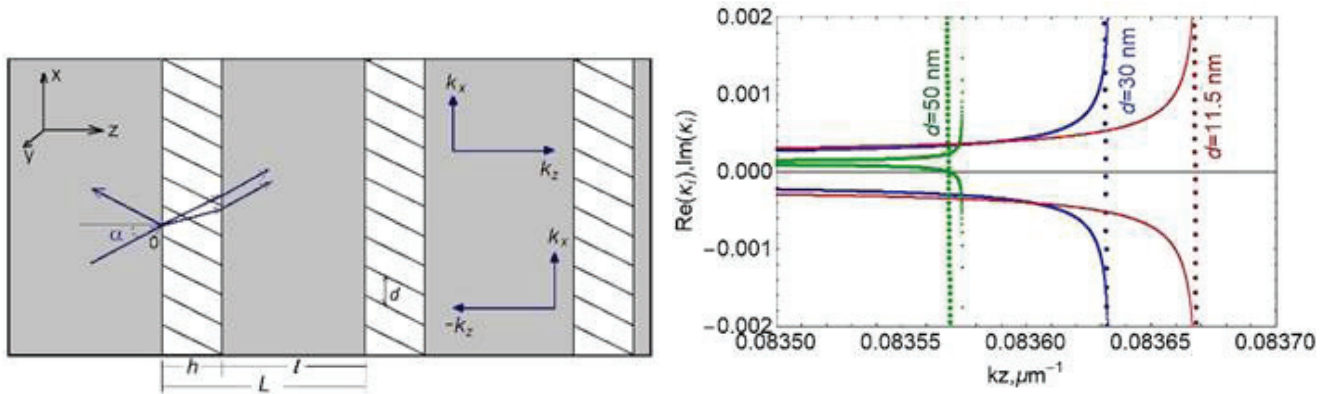 x
z
y
α
0
k_x
k_z
k_x
-k_z
d
h
l
L
0.002
0.001
0.000
-0.001
-0.002
Re(κ_i),Im(κ_i)
d=50 nm
d=30 nm
d=11.5 nm
0.08350 0.08355 0.08360 0.08365 0.08370
kz,μm⁻¹